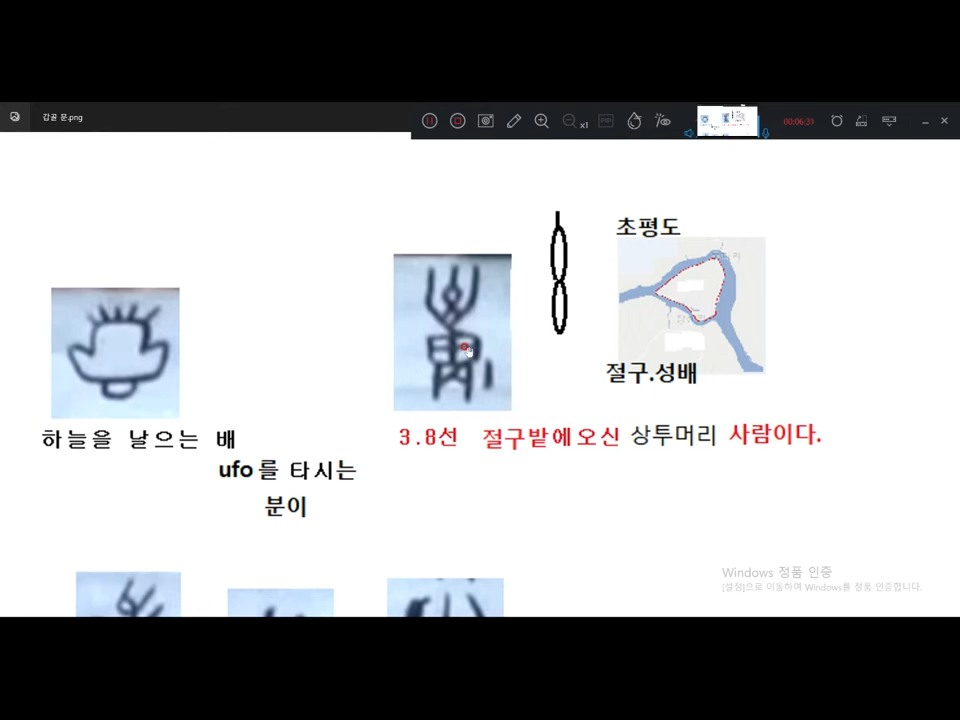 갑골 문.png
x1
00:06:31
초평도
절구.성배
하늘을 날으는 배
3.8선 절구밭에오신 상투머리 사람이다.
ufo를 타시는
분이
Windows 정품 인증
[설정]으로 이동하여 Windows를 정품 인증합니다.